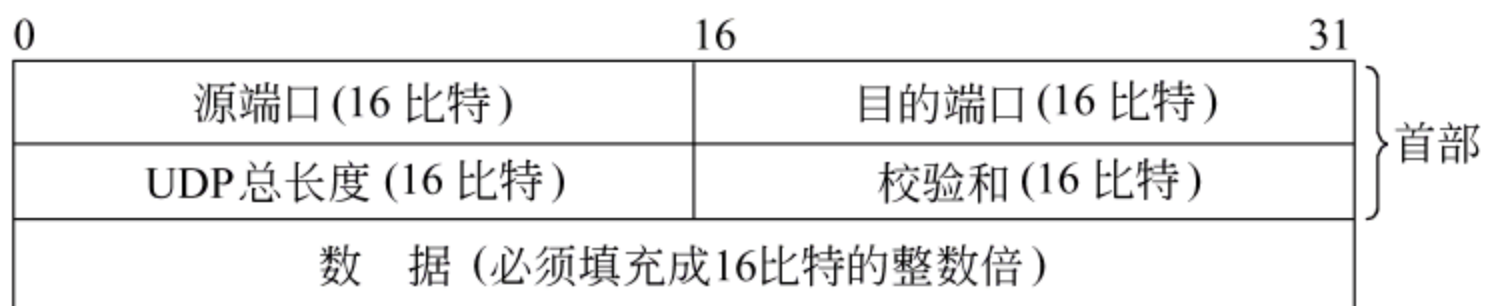 0 16 31
源端口(16 比特) 目的端口(16 比特)
首部
UDP总长度(16 比特) 校验和(16 比特)
数 据 (必须填充成16比特的整数倍)